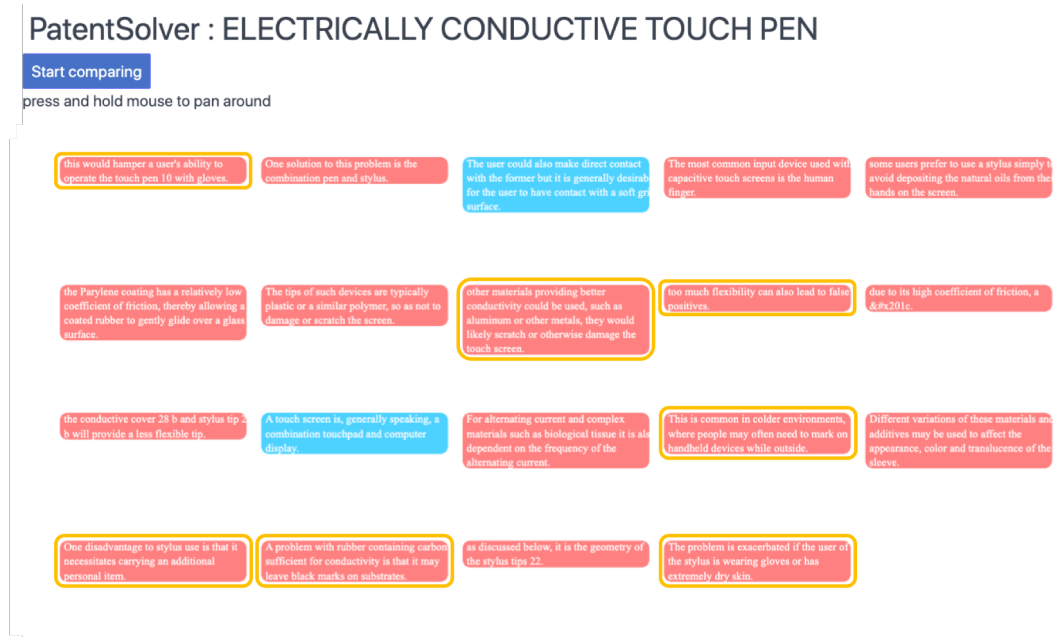 PatentSolver : ELECTRICALLY CONDUCTIVE TOUCH PEN
Start comparing
press and hold mouse to pan around
this would hamper a user's ability to
operate the touch pen 10 with gloves.
One solution to this problem is the
combination pen and stylus.
The user could also make direct contact
with the former but it is generally desirab
for the user to have contact with a soft gri
surface.
The most common input device used with
capacitive touch screens is the human
finger.
some users prefer to use a stylus simply to
avoid depositing the natural oils from the
hands on the screen.
the Parylene coating has a relatively low
coefficient of friction, thereby allowing a
coated rubber to gently glide over a glass
surface.
The tips of such devices are typically
plastic or a similar polymer, so as not to
damage or scratch the screen.
other materials providing better
conductivity could be used, such as
aluminum or other metals, they would
likely scratch or otherwise damage the
touch screen.
too much flexibility can also lead to false
positives.
due to its high coefficient of friction, a
&#x201c.
the conductive cover 28 b and stylus tip 2
b will provide a less flexible tip.
A touch screen is, generally speaking, a
combination touchpad and computer
display.
For alternating current and complex
materials such as biological tissue it is als
dependent on the frequency of the
alternating current.
This is common in colder environments,
where people may often need to mark on
handheld devices while outside.
Different variations of these materials and
additives may be used to affect the
appearance, color and translucence of the
sleeve.
One disadvantage to stylus use is that it
necessitates carrying an additional
personal item.
A problem with rubber containing carbon
sufficient for conductivity is that it may
leave black marks on substrates.
as discussed below, it is the geometry of
the stylus tips 22.
The problem is exacerbated if the user of
the stylus is wearing gloves or has
extremely dry skin.